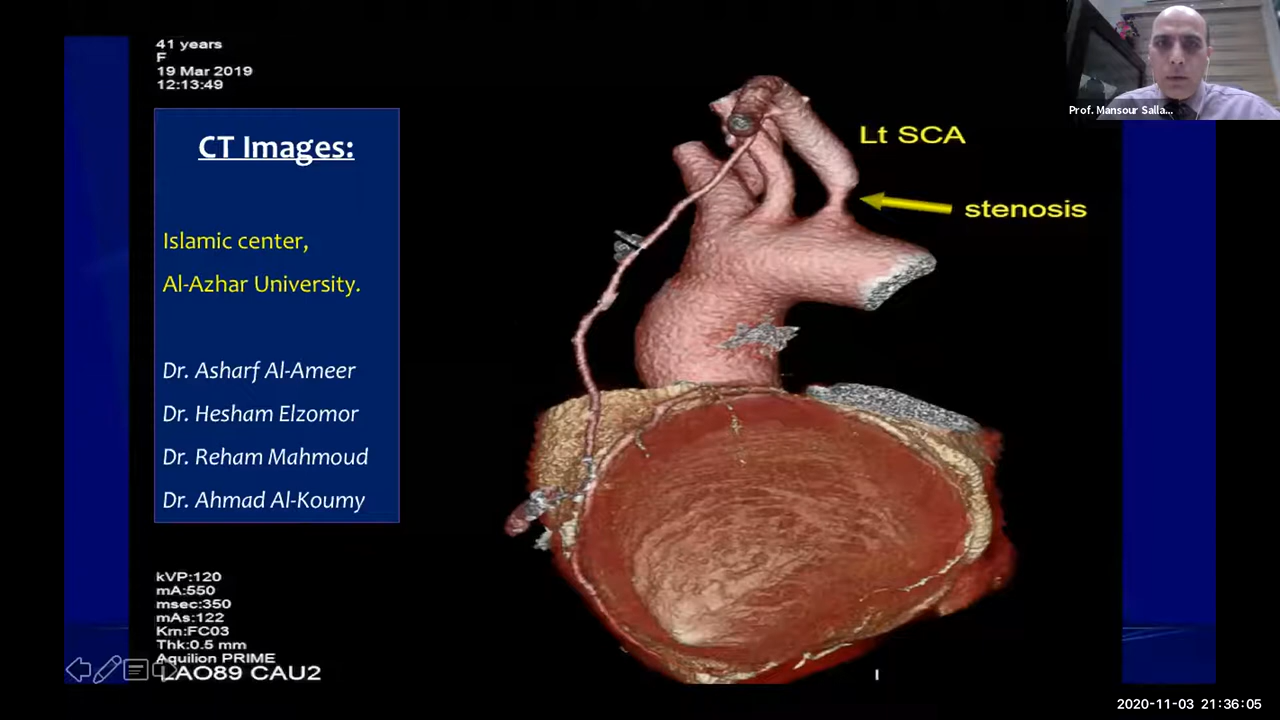 41 years
F
19 Mar 2019
12:13:49
CT Images:
Islamic center,
Al-Azhar University.
Dr. Asharf Al-Ameer
Dr. Hesham Elzomor
Dr. Reham Mahmoud
Dr. Ahmad Al-Koumy
Lt SCA
stenosis
kVP:120
mA:550
msec:350
mAs:122
Krn:FC03
Thk:0.5 mm
Aquilion PRIME
LAO89 CAU2
I
Prof. Mansour Salla...
2020-11-03 21:36:05